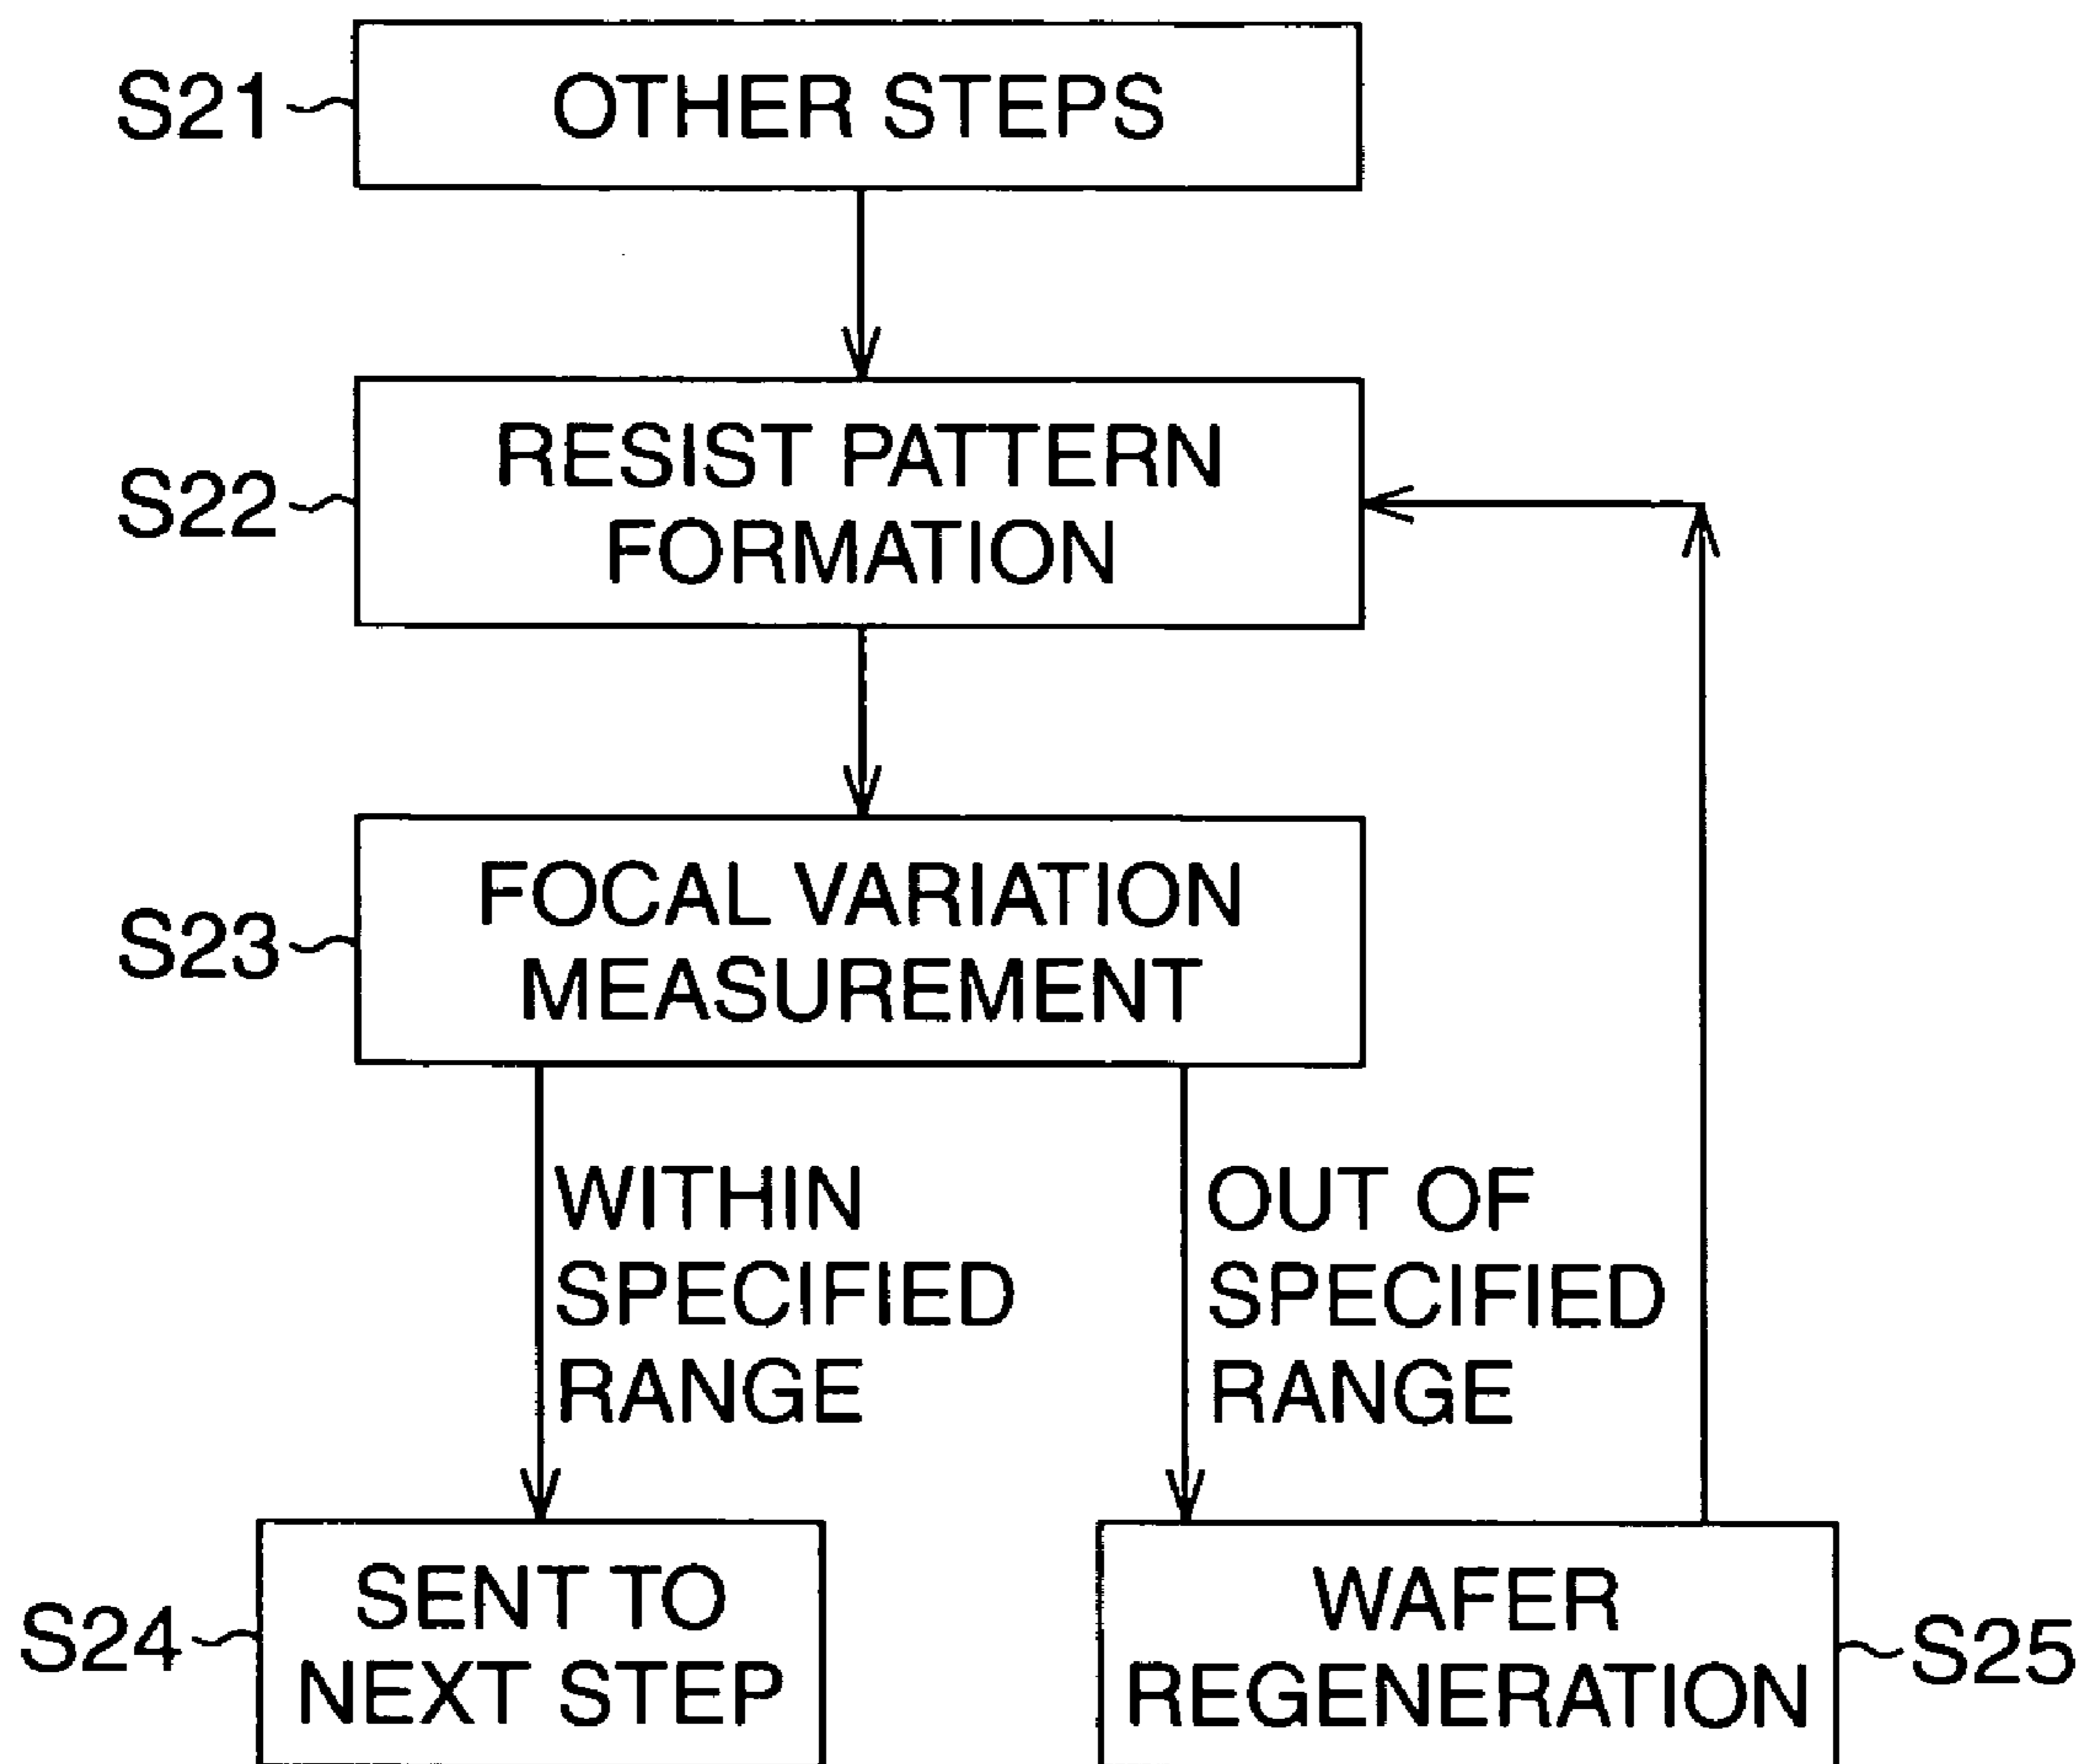 S21
OTHER STEPS
S22
RESIST PATTERN
FORMATION
S23
FOCAL VARIATION
MEASUREMENT
WITHIN
SPECIFIED
RANGE
OUT OF
SPECIFIED
RANGE
S24
SENT TO
NEXT STEP
WAFER
REGENERATION
S25